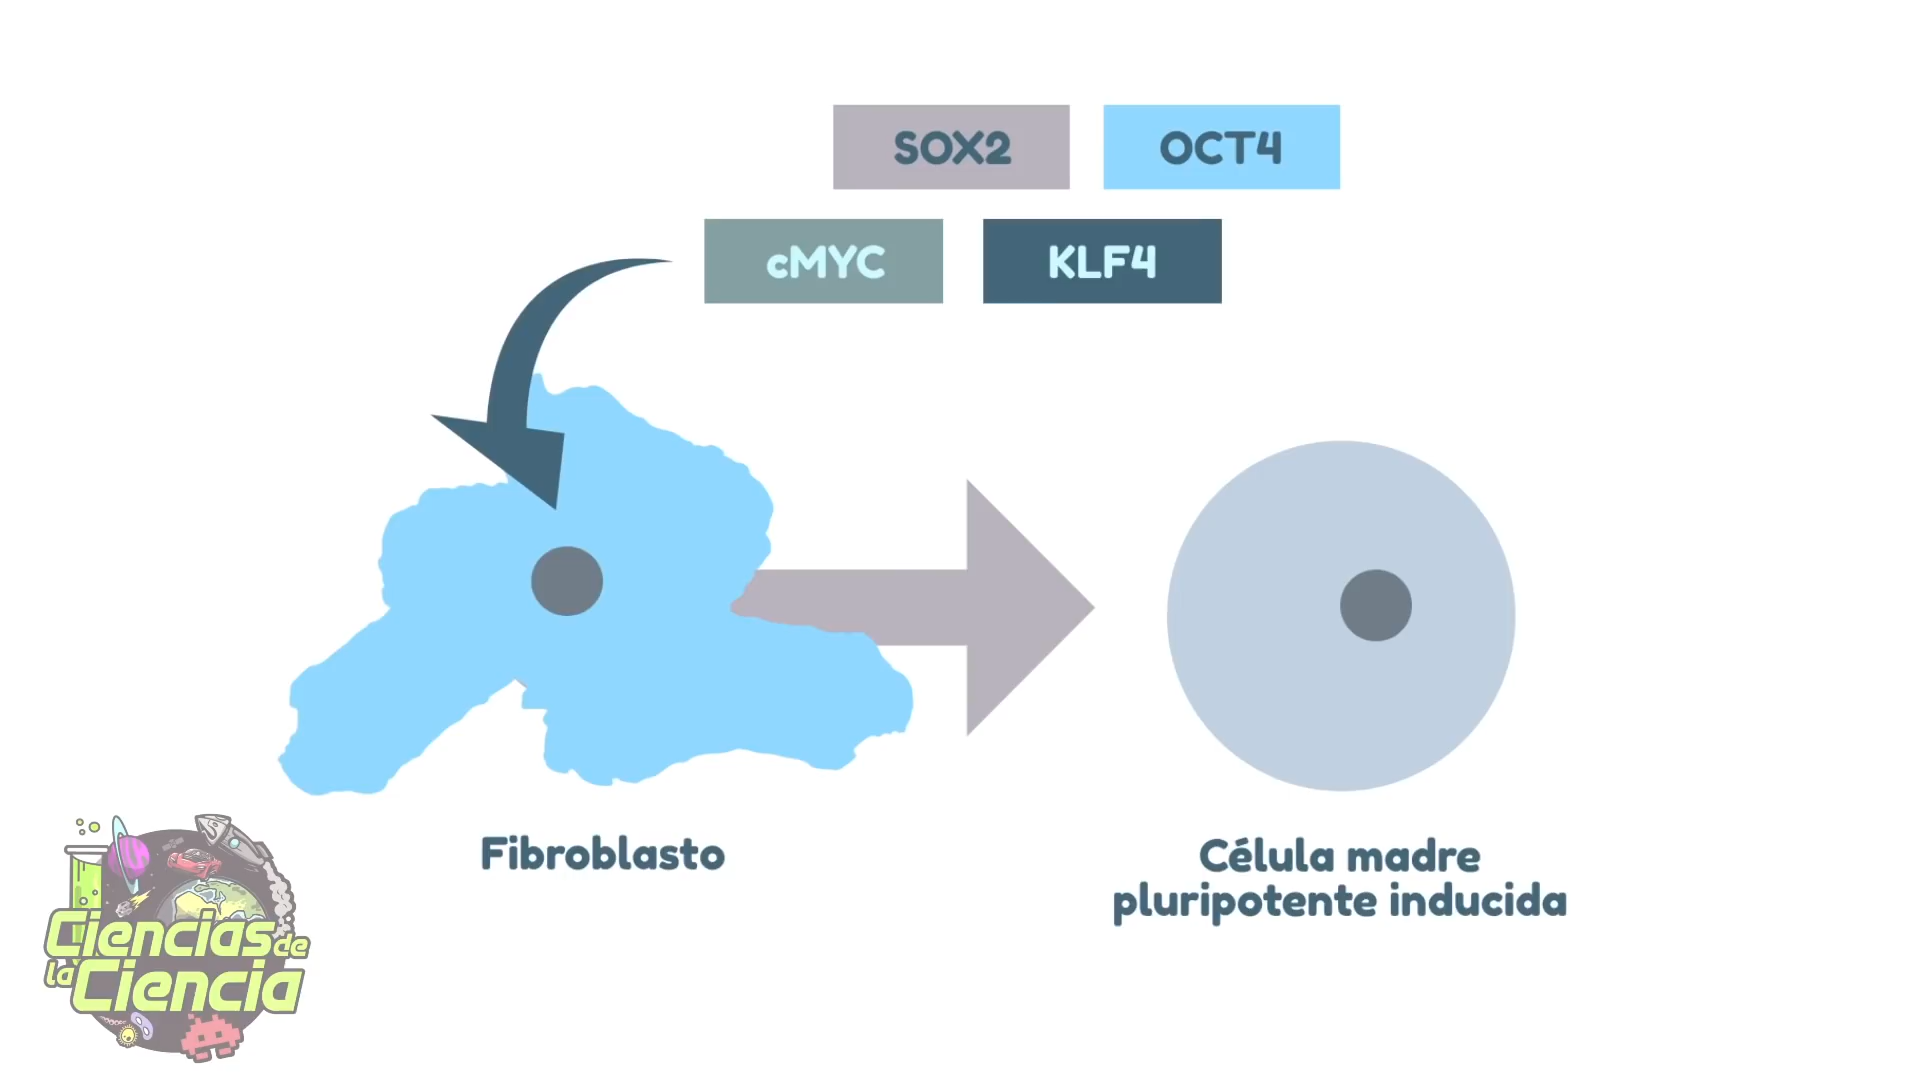 SOX2 OCT4
cMYC KLF4
Fibroblasto
Célula madre
pluripotente inducida
Ciencias de
la Ciencia